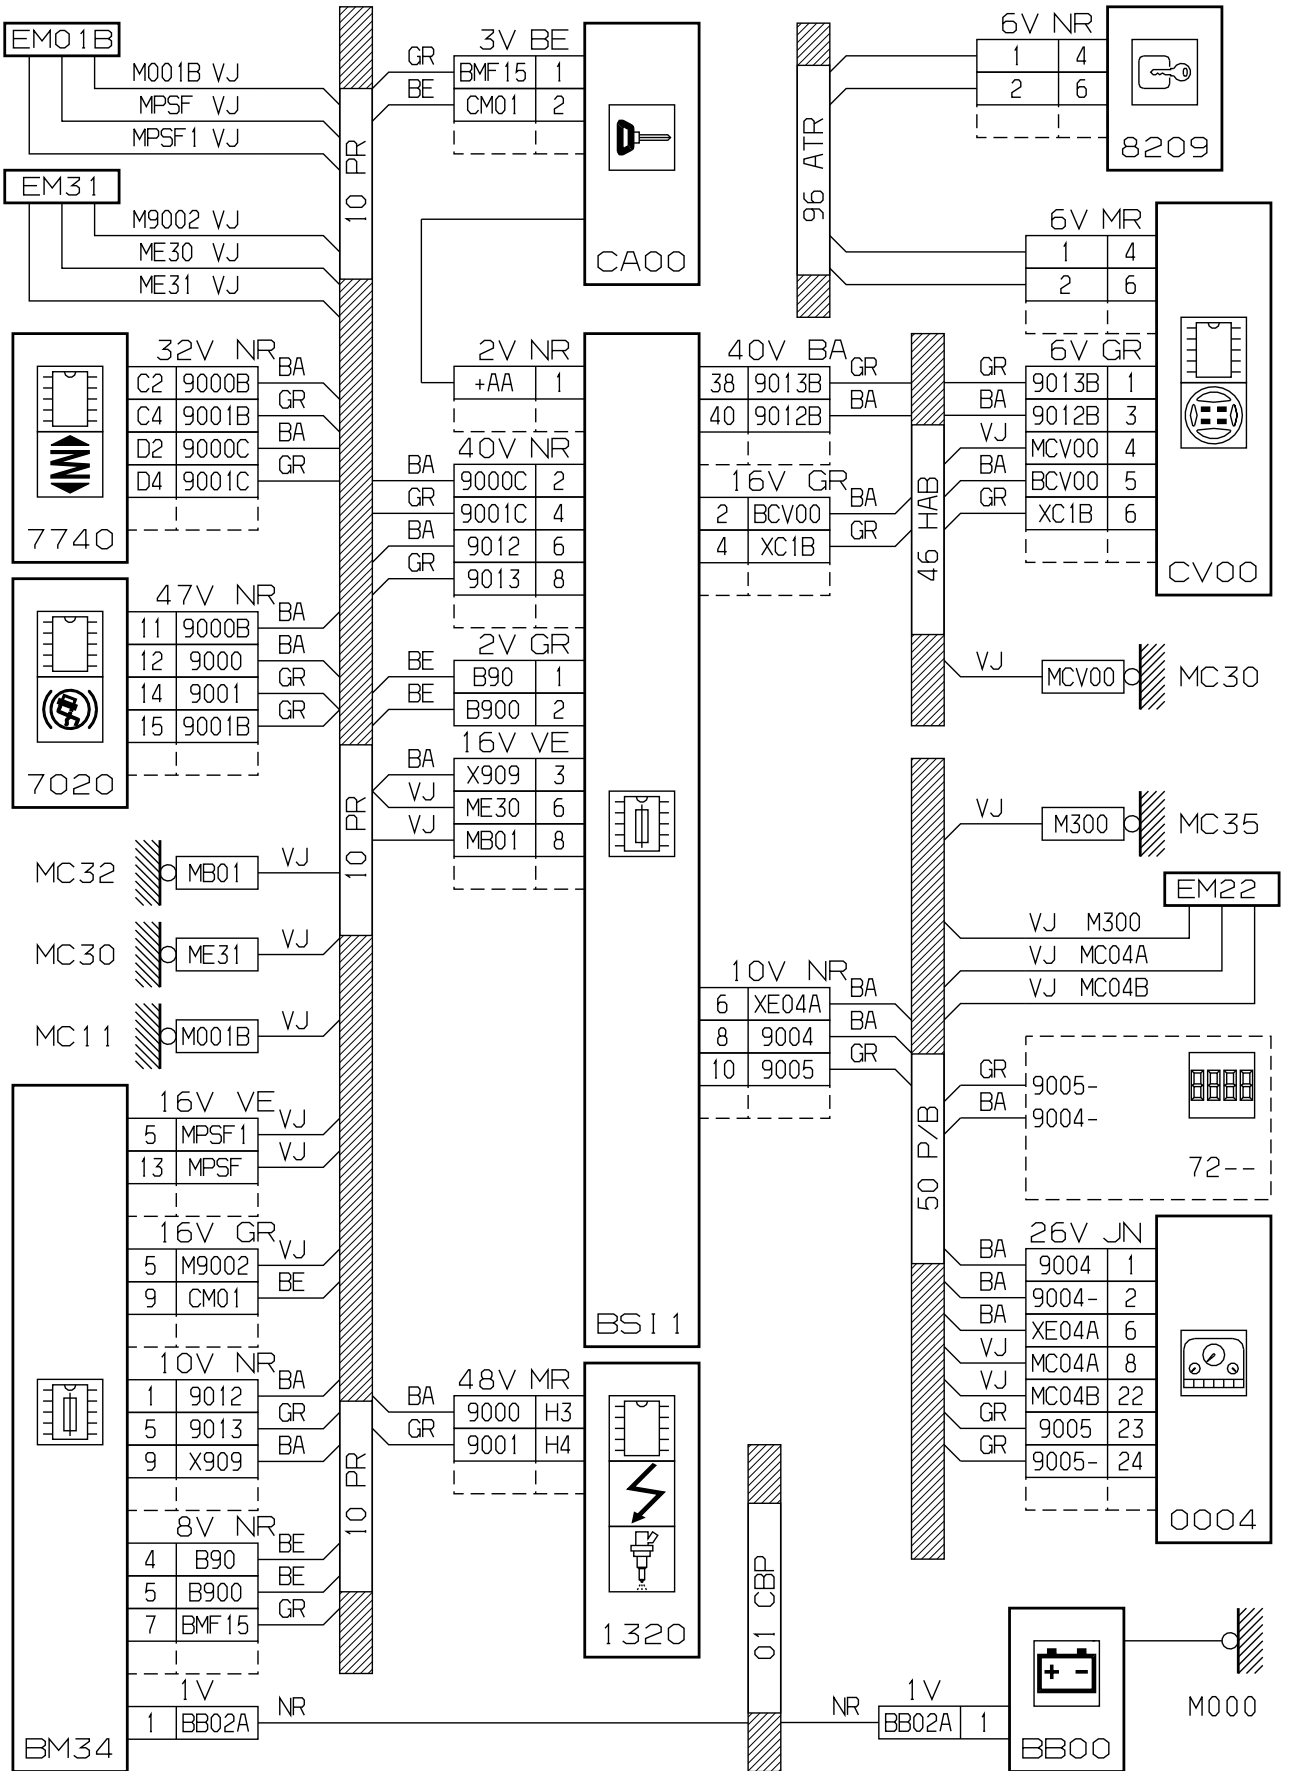 EM01B
M001B VJ
MPSF VJ
MPSF1 VJ
EM31
M9002 VJ
ME30 VJ
ME31 VJ
10 PR
GR
BE
3V BE
BMF15 1
CM01 2
CA00
96 ATR
6V NR
1 4
2 6
8209
6V MR
1 4
2 6
7740
32V NR
C2 9000B BA
C4 9001B GR
D2 9000C BA
D4 9001C GR
7020
47V NR
11 9000B BA
12 9000 BA
14 9001 GR
15 9001B GR
2V NR
+AA 1
40V NR
BA 9000C 2
GR 9001C 4
BA 9012 6
GR 9013 8
2V GR
BE B90 1
BE B900 2
16V VE
BA X909 3
VJ ME30 6
VJ MB01 8
10 PR
BSI1
40V BA
38 9013B GR
40 9012B BA
16V GR
2 BCV00 BA
4 XC1B GR
46 HAB
6V GR
GR 9013B 1
BA 9012B 3
VJ MCV00 4
BA BCV00 5
GR XC1B 6
CV00
VJ MCV00 MC30
VJ M300 MC35
EM22
VJ M300
VJ MC04A
VJ MC04B
10V NR
6 XE04A BA
8 9004 BA
10 9005 GR
50 P/B
GR 9005-
BA 9004-
72--
26V JN
BA 9004 1
BA 9004- 2
BA XE04A 6
VJ MC04A 8
VJ MC04B 22
GR 9005 23
GR 9005- 24
0004
MC32 MB01 VJ
MC30 ME31 VJ
MC11 M001B VJ
16V VE
5 MPSF1 VJ
13 MPSF VJ
16V GR
5 M9002 VJ
9 CM01 BE
10V NR
1 9012 BA
5 9013 GR
9 X909 BA
8V NR
4 B90 BE
5 B900 BE
7 BMF15 GR
1V
1 BB02A NR
BM34
10 PR
48V MR
BA 9000 H3
GR 9001 H4
1320
01 CBP
1V
NR BB02A 1
+ -
BB00
M000